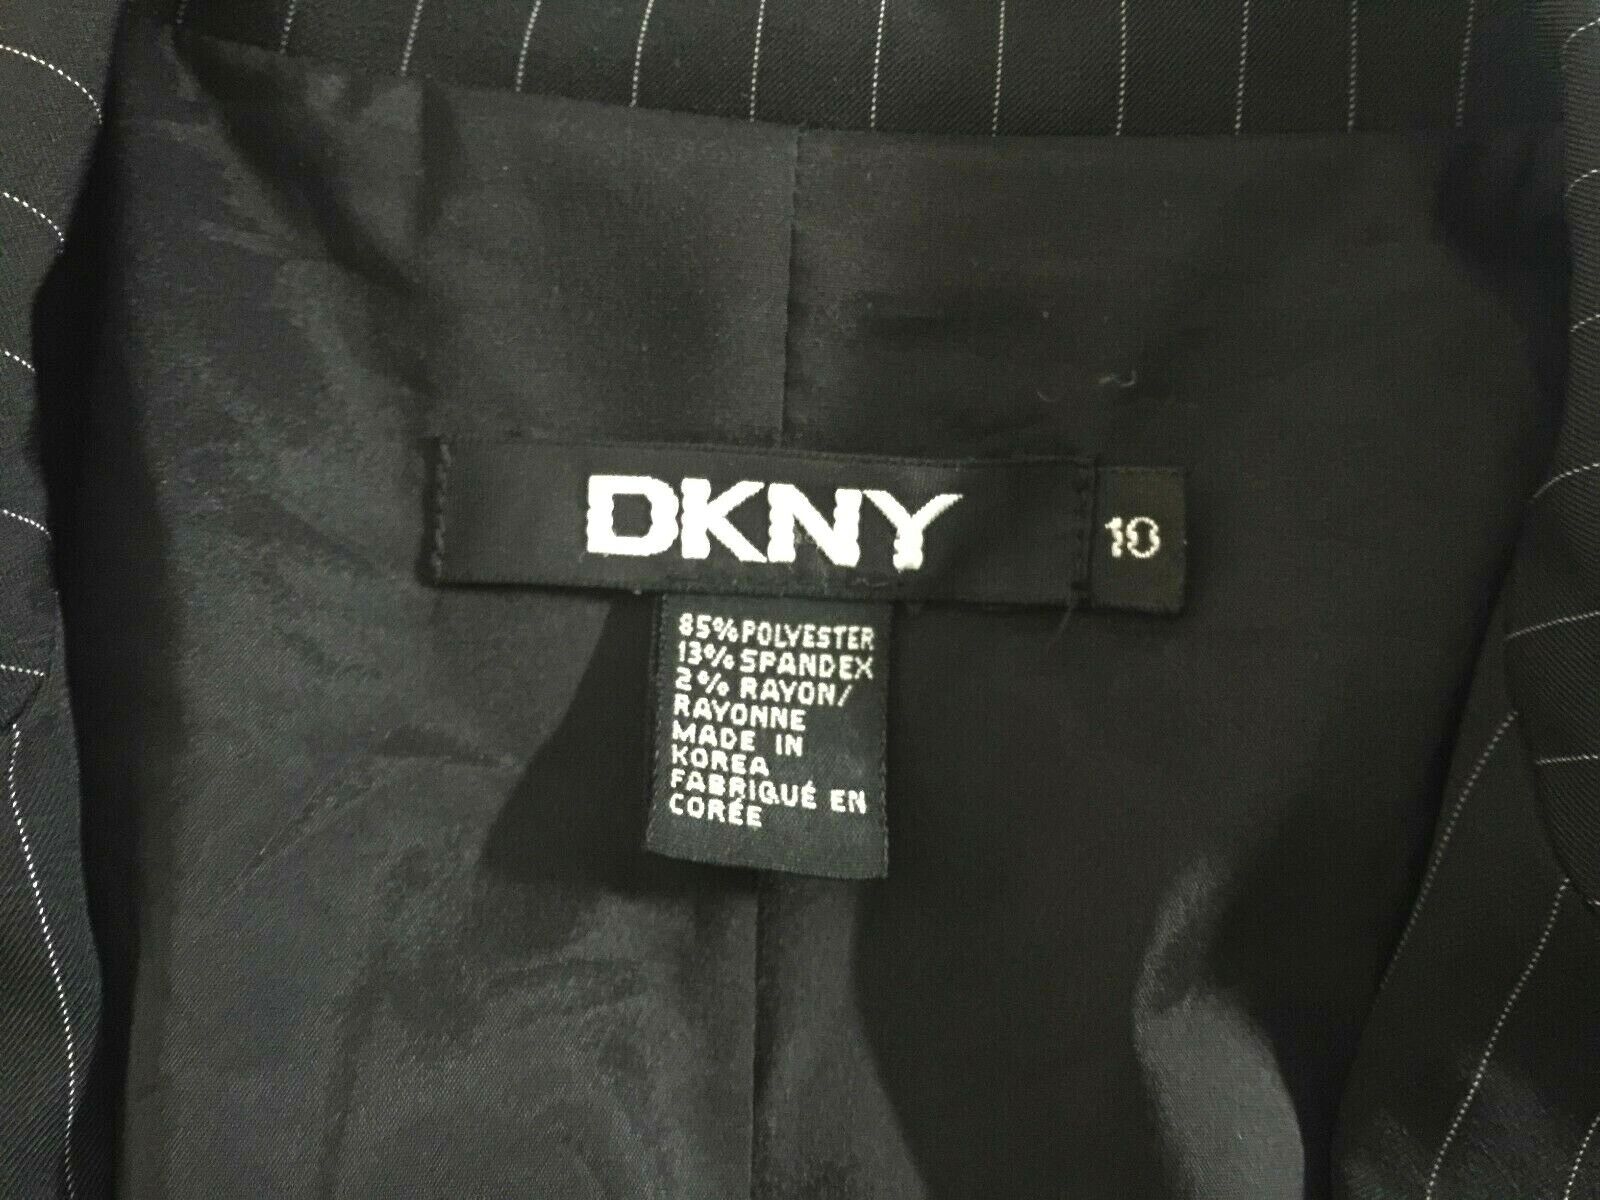 DKNY
10
85% POLYESTER
13% SPANDEX
2% RAYON/
RAYONNE
MADE IN
KOREA
FABRIQUÉ EN
CORÉE